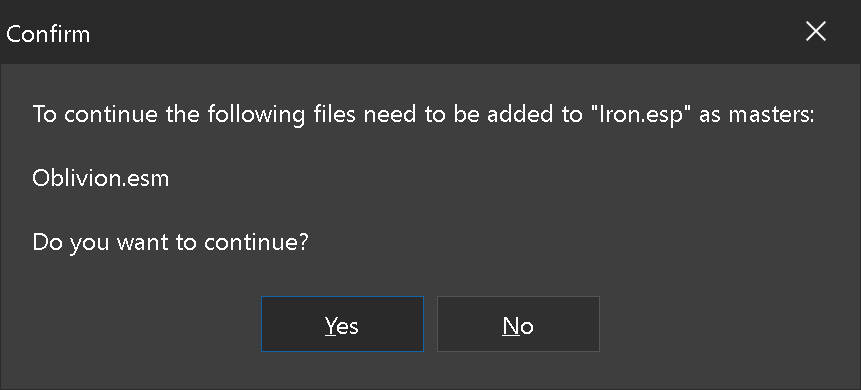 Confirm
To continue the following files need to be added to "Iron.esp" as masters:
Oblivion.esm
Do you want to continue?
Yes
No